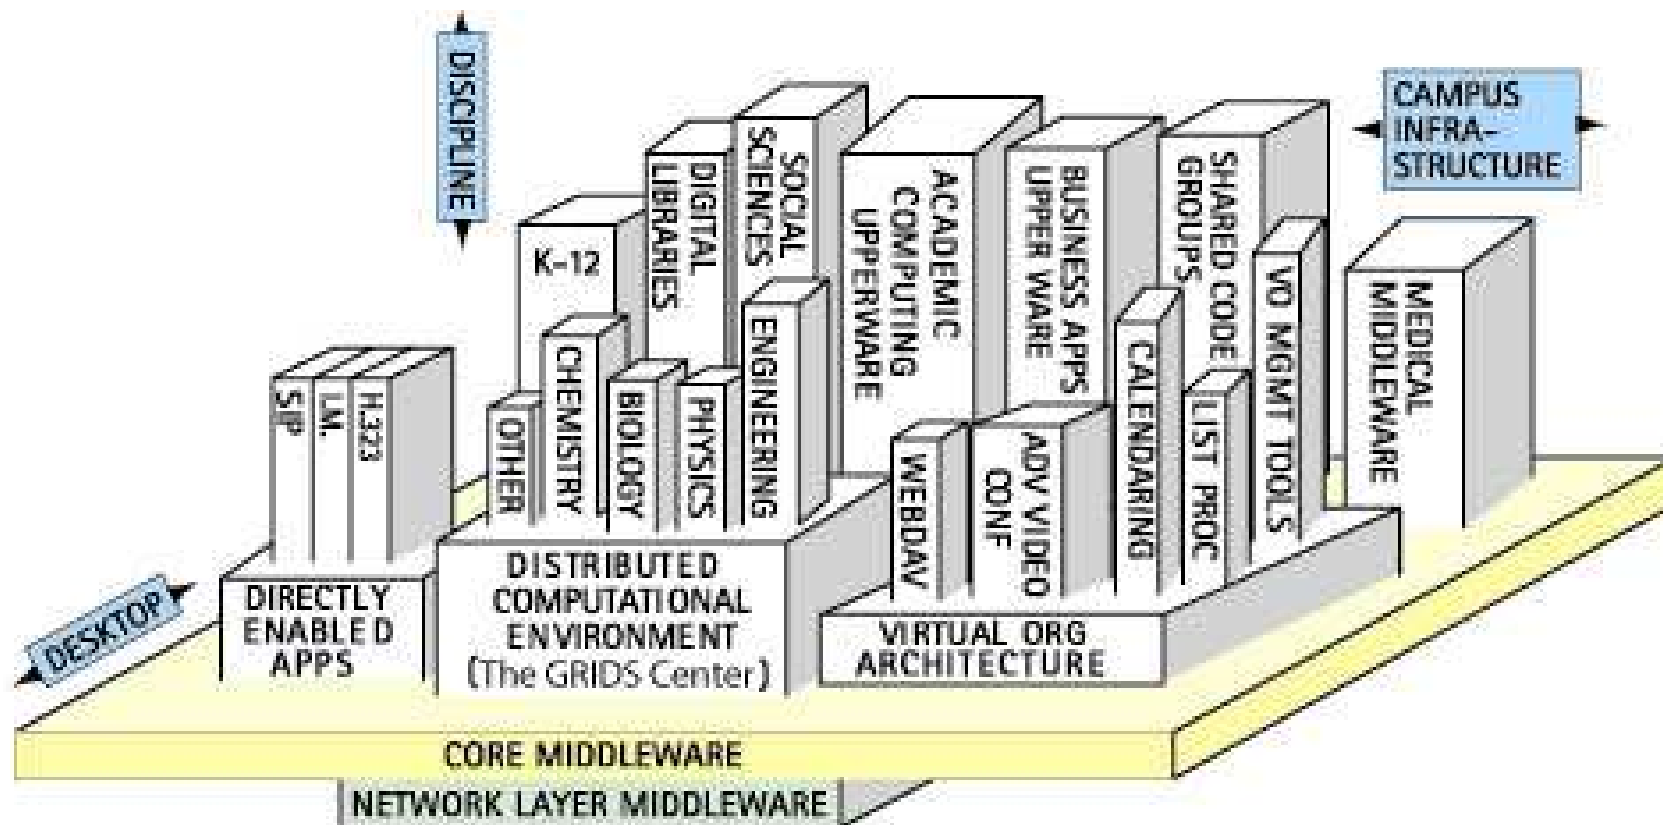 DISCIPLINE
CAMPUS
INFRA-
STRUCTURE
DESKTOP
K-12
DIGITAL
LIBRARIES
SOCIAL
SCIENCES
ACADEMIC
COMPUTING
UPPERWARE
BUSINESS APPS
UPPER WARE
SHARED CODE
GROUPS
MEDICAL
MIDDLEWARE
SIP
I.M.
H.323
OTHER
CHEMISTRY
BIOLOGY
PHYSICS
ENGINEERING
WEBDAV
ADV VIDEO
CONF
CALENDARING
LIST PROC
VO MGMT TOOLS
DIRECTLY
ENABLED
APPS
DISTRIBUTED
COMPUTATIONAL
ENVIRONMENT
(The GRIDS Center)
VIRTUAL ORG
ARCHITECTURE
CORE MIDDLEWARE
NETWORK LAYER MIDDLEWARE